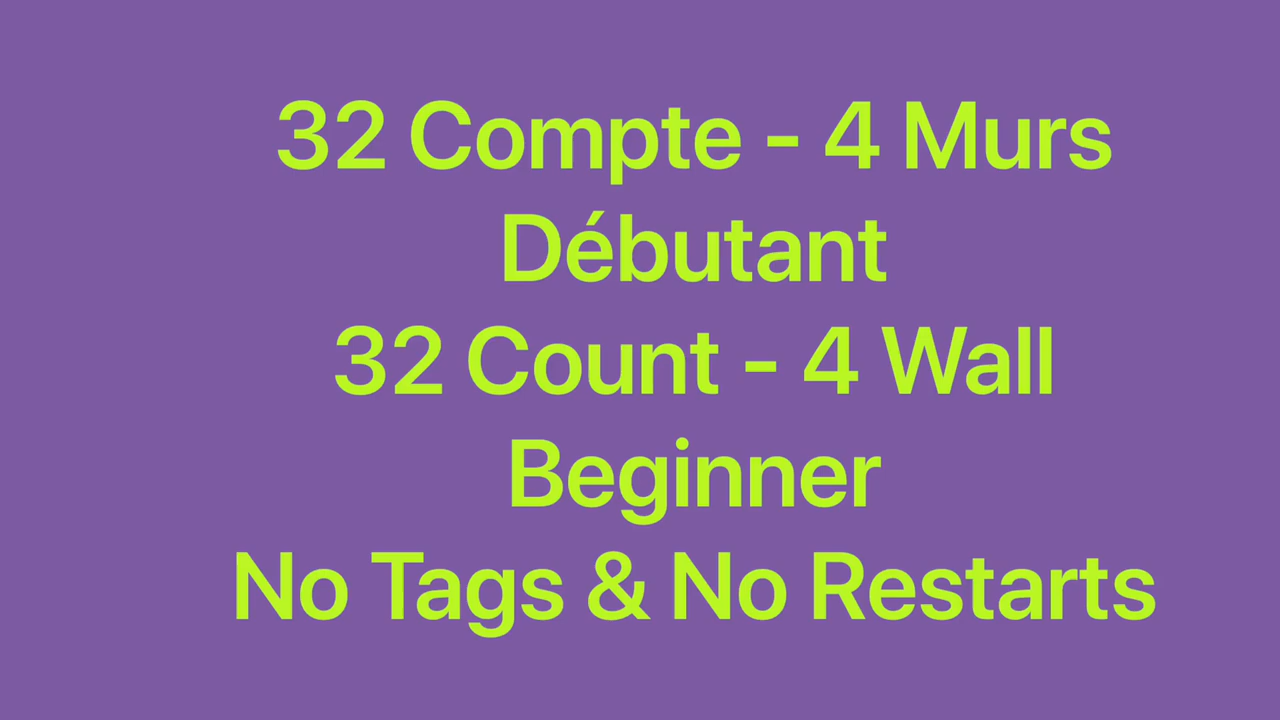 32 Compte - 4 Murs
Débutant
32 Count - 4 Wall
Beginner
No Tags & No Restarts